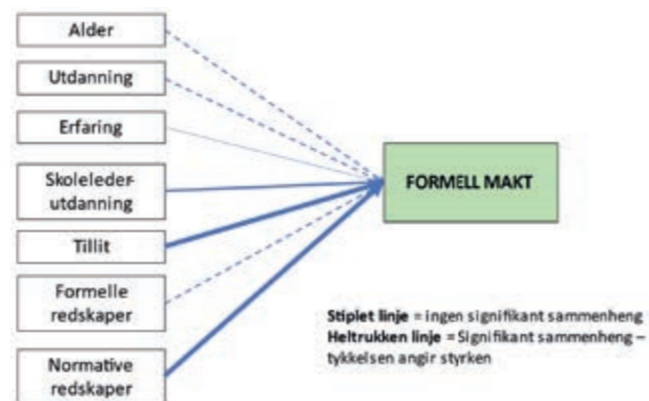 Alder
Utdanning
Erfaring
Skoleleder-
utdanning
Tillit
Formelle
redskaper
Normative
redskaper
FORMELL MAKT
Stiplet linje = ingen signifikant sammenheng
Heltrukken linje = Signifikant sammenheng –
tykkelsen angir styrken